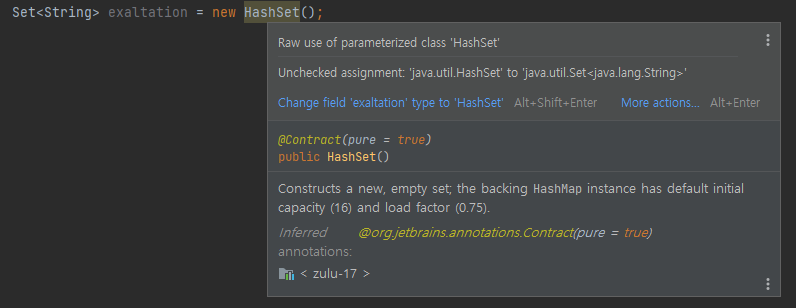 Set<String> exaltation = new HashSet();
Raw use of parameterized class 'HashSet'
Unchecked assignment: 'java.util.HashSet' to 'java.util.Set<java.lang.String>'
Change field 'exaltation' type to 'HashSet' Alt+Shift+Enter More actions... Alt+Enter
@Contract(pure = true)
public HashSet()
Constructs a new, empty set; the backing HashMap instance has default initial
capacity (16) and load factor (0.75).
Inferred @org.jetbrains.annotations.Contract(pure = true)
annotations:
< zulu-17 >